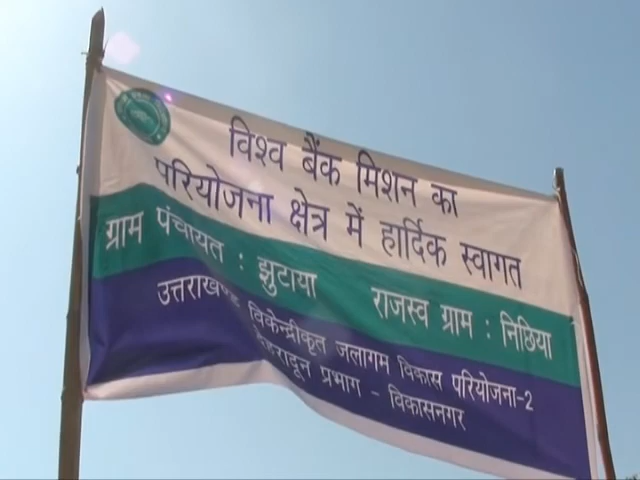 विश्व बैंक मिशन का
परियोजना क्षेत्र में हार्दिक स्वागत
ग्राम पंचायत : झुटाया राजस्व ग्राम : निछिया
उत्तराखण्ड विकेन्द्रीकृत जलागम विकास परियोजना-2
देहरादून प्रभाग - विकासनगर